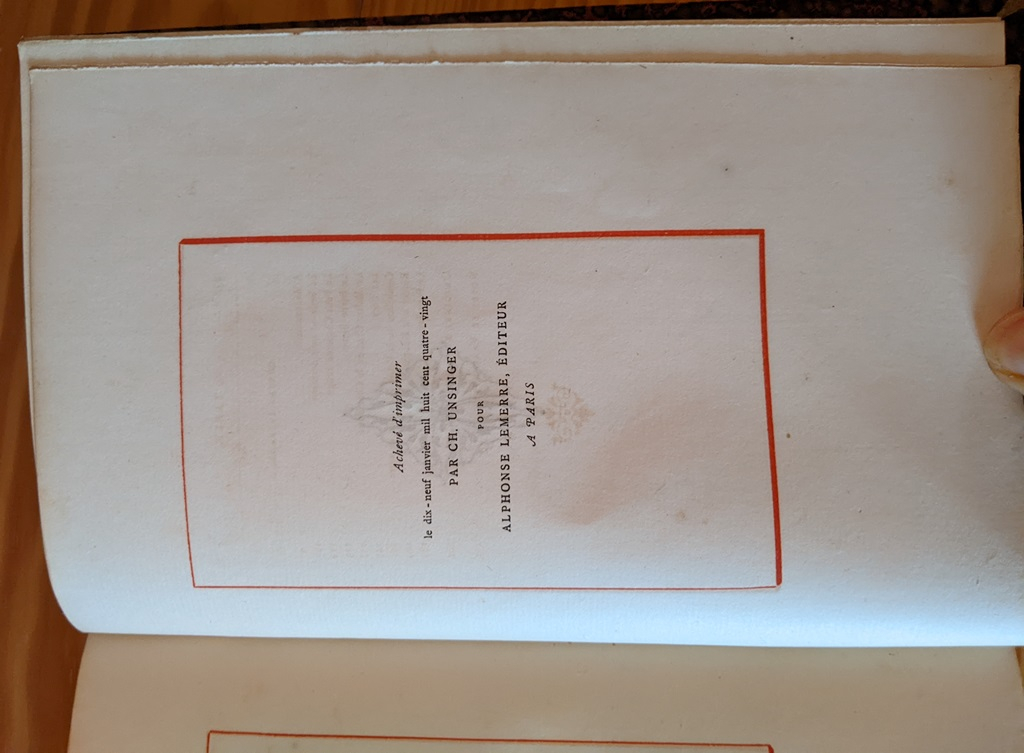 Achevé d'imprimer
le dix-neuf janvier mil huit cent quatre-vingt
PAR CH. UNSINGER
POUR
ALPHONSE LEMERRE, ÉDITEUR
A PARIS